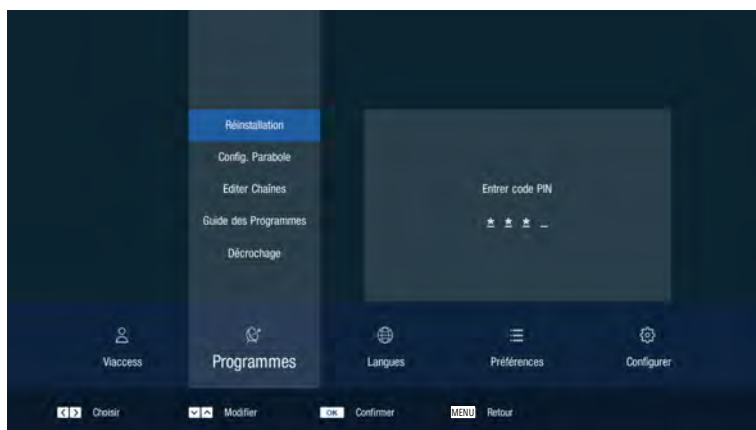 Réinstallation
Config. Parabole
Editer Chaînes
Guide des Programmes
Décrochage
Entrer code PIN
* * * _
Viaccess
Programmes
Langues
Préférences
Configurer
Choisir
Modifier
OK Confirmer
MENU Retour